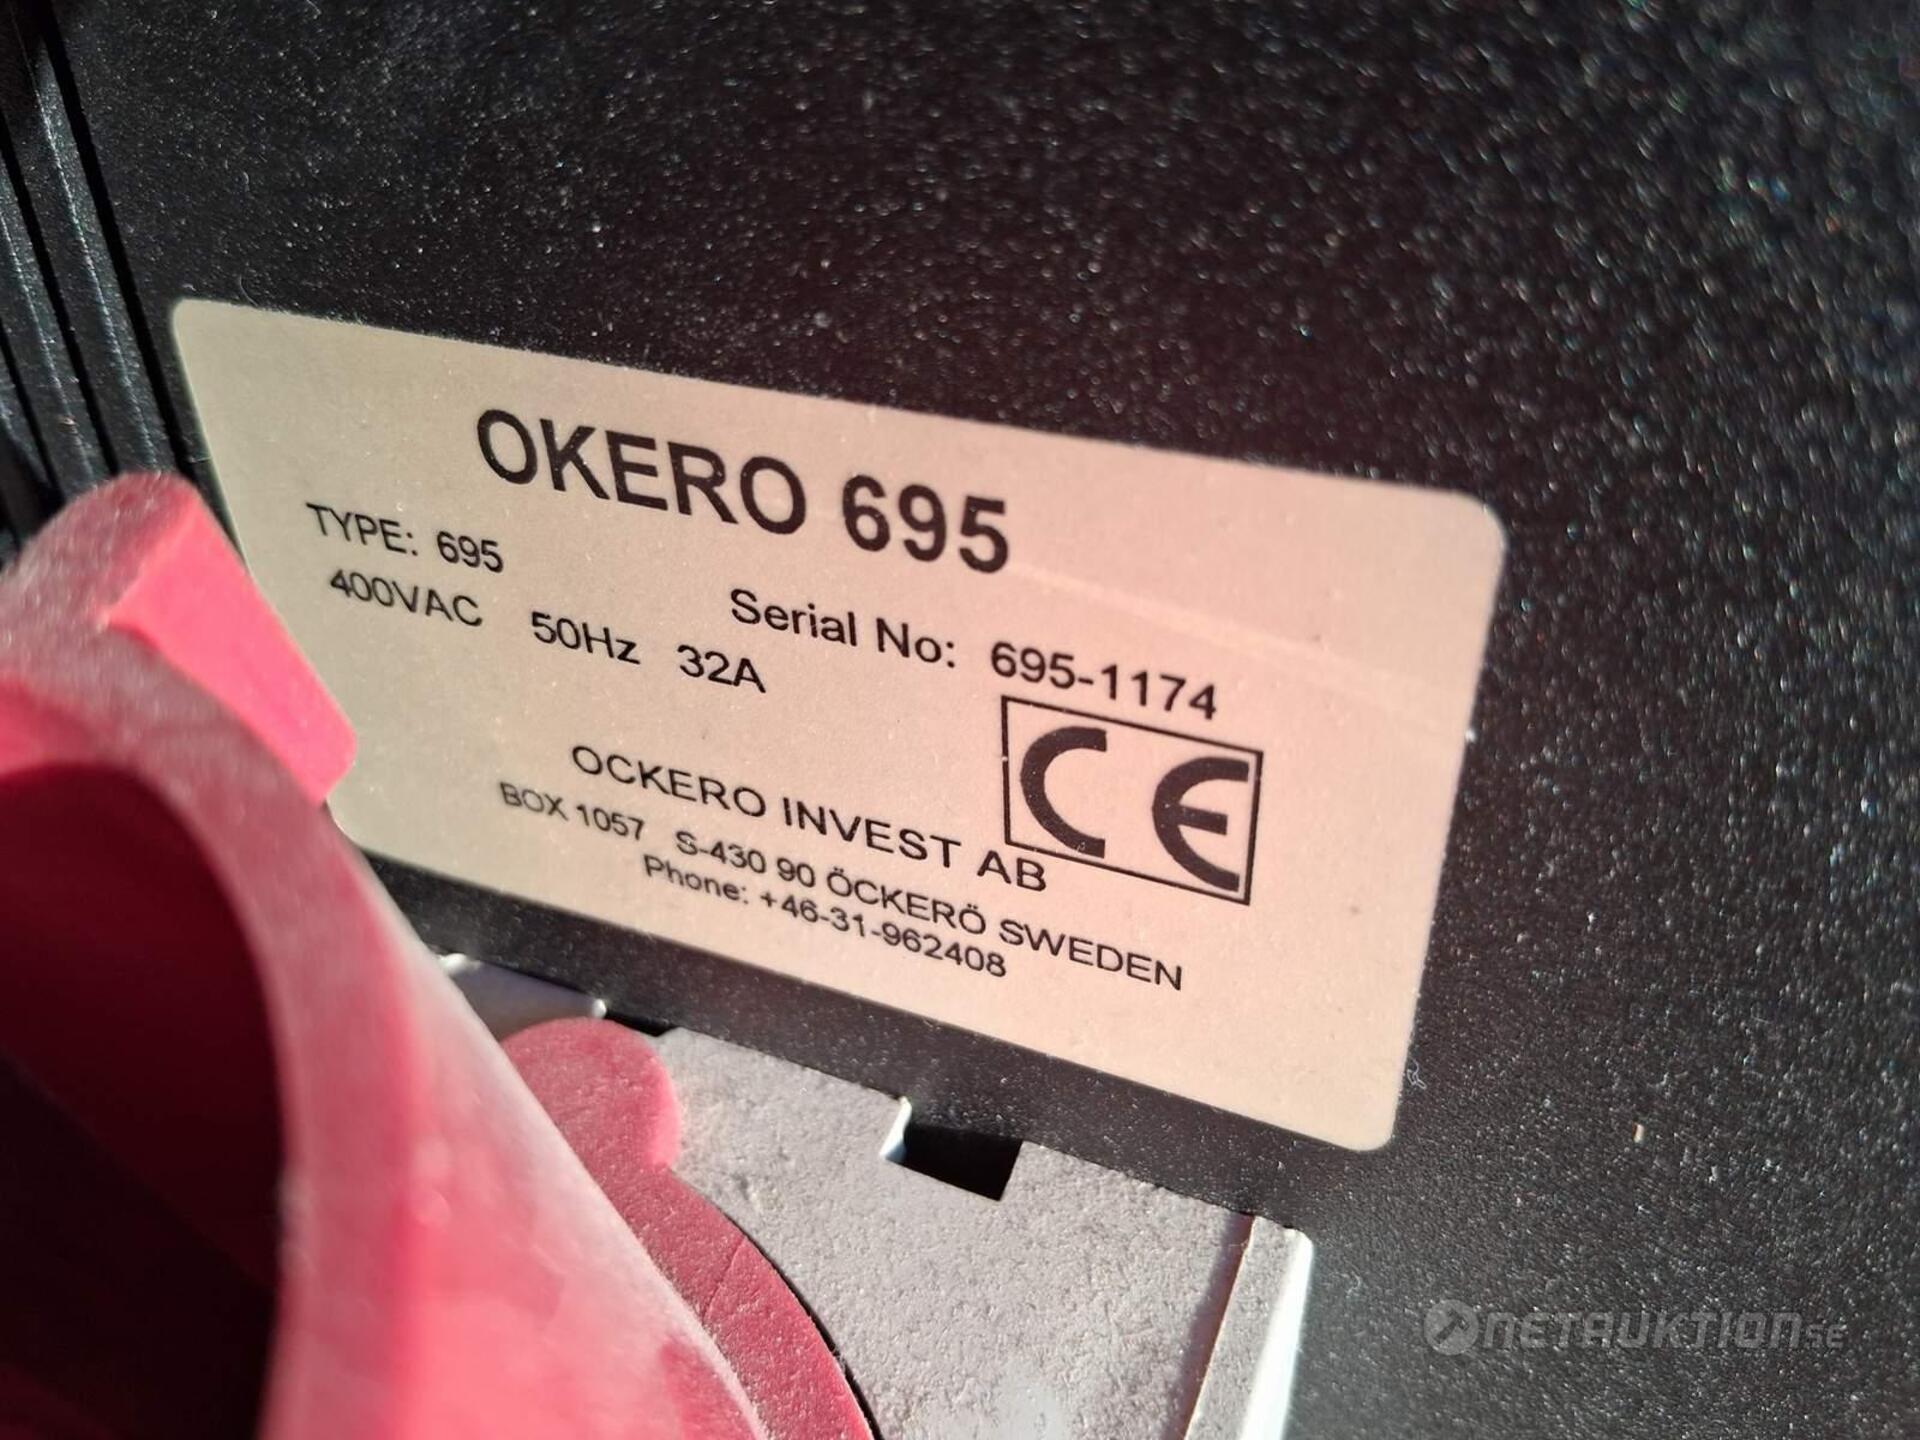 OKERO 695
TYPE: 695
Serial No: 695-1174
400VAC 50Hz 32A
CE
OCKERO INVEST AB
BOX 1057 S-430 90 ÖCKERÖ SWEDEN
Phone: +46-31-962408
NETAUKTION.SE